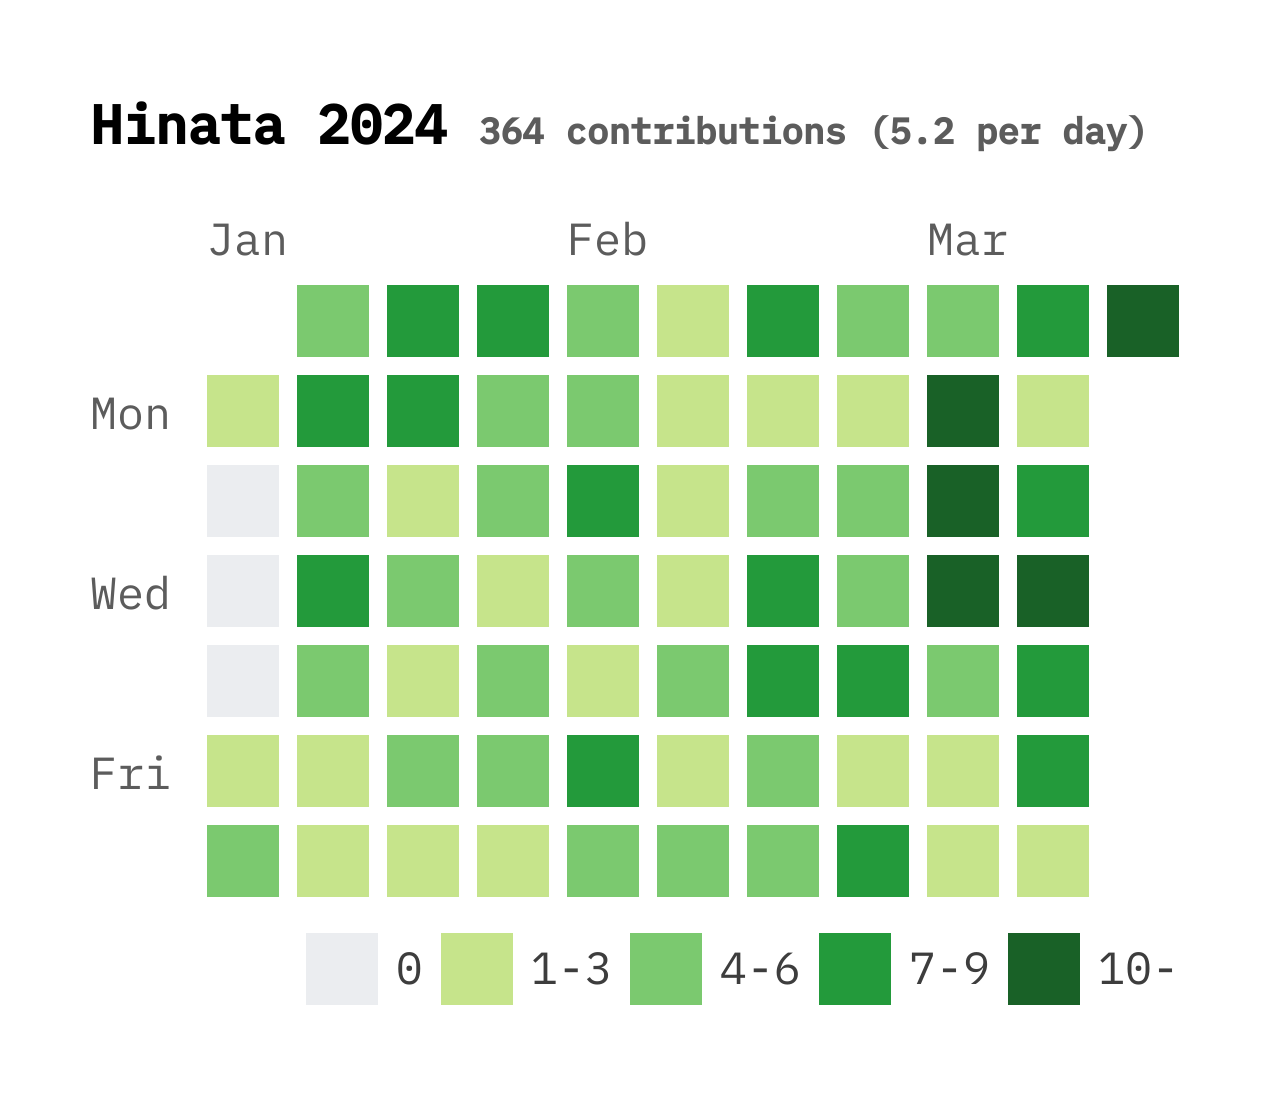 Hinata 2024 364 contributions (5.2 per day)
Jan Feb Mar
Mon
Wed
Fri
0 1-3 4-6 7-9 10-